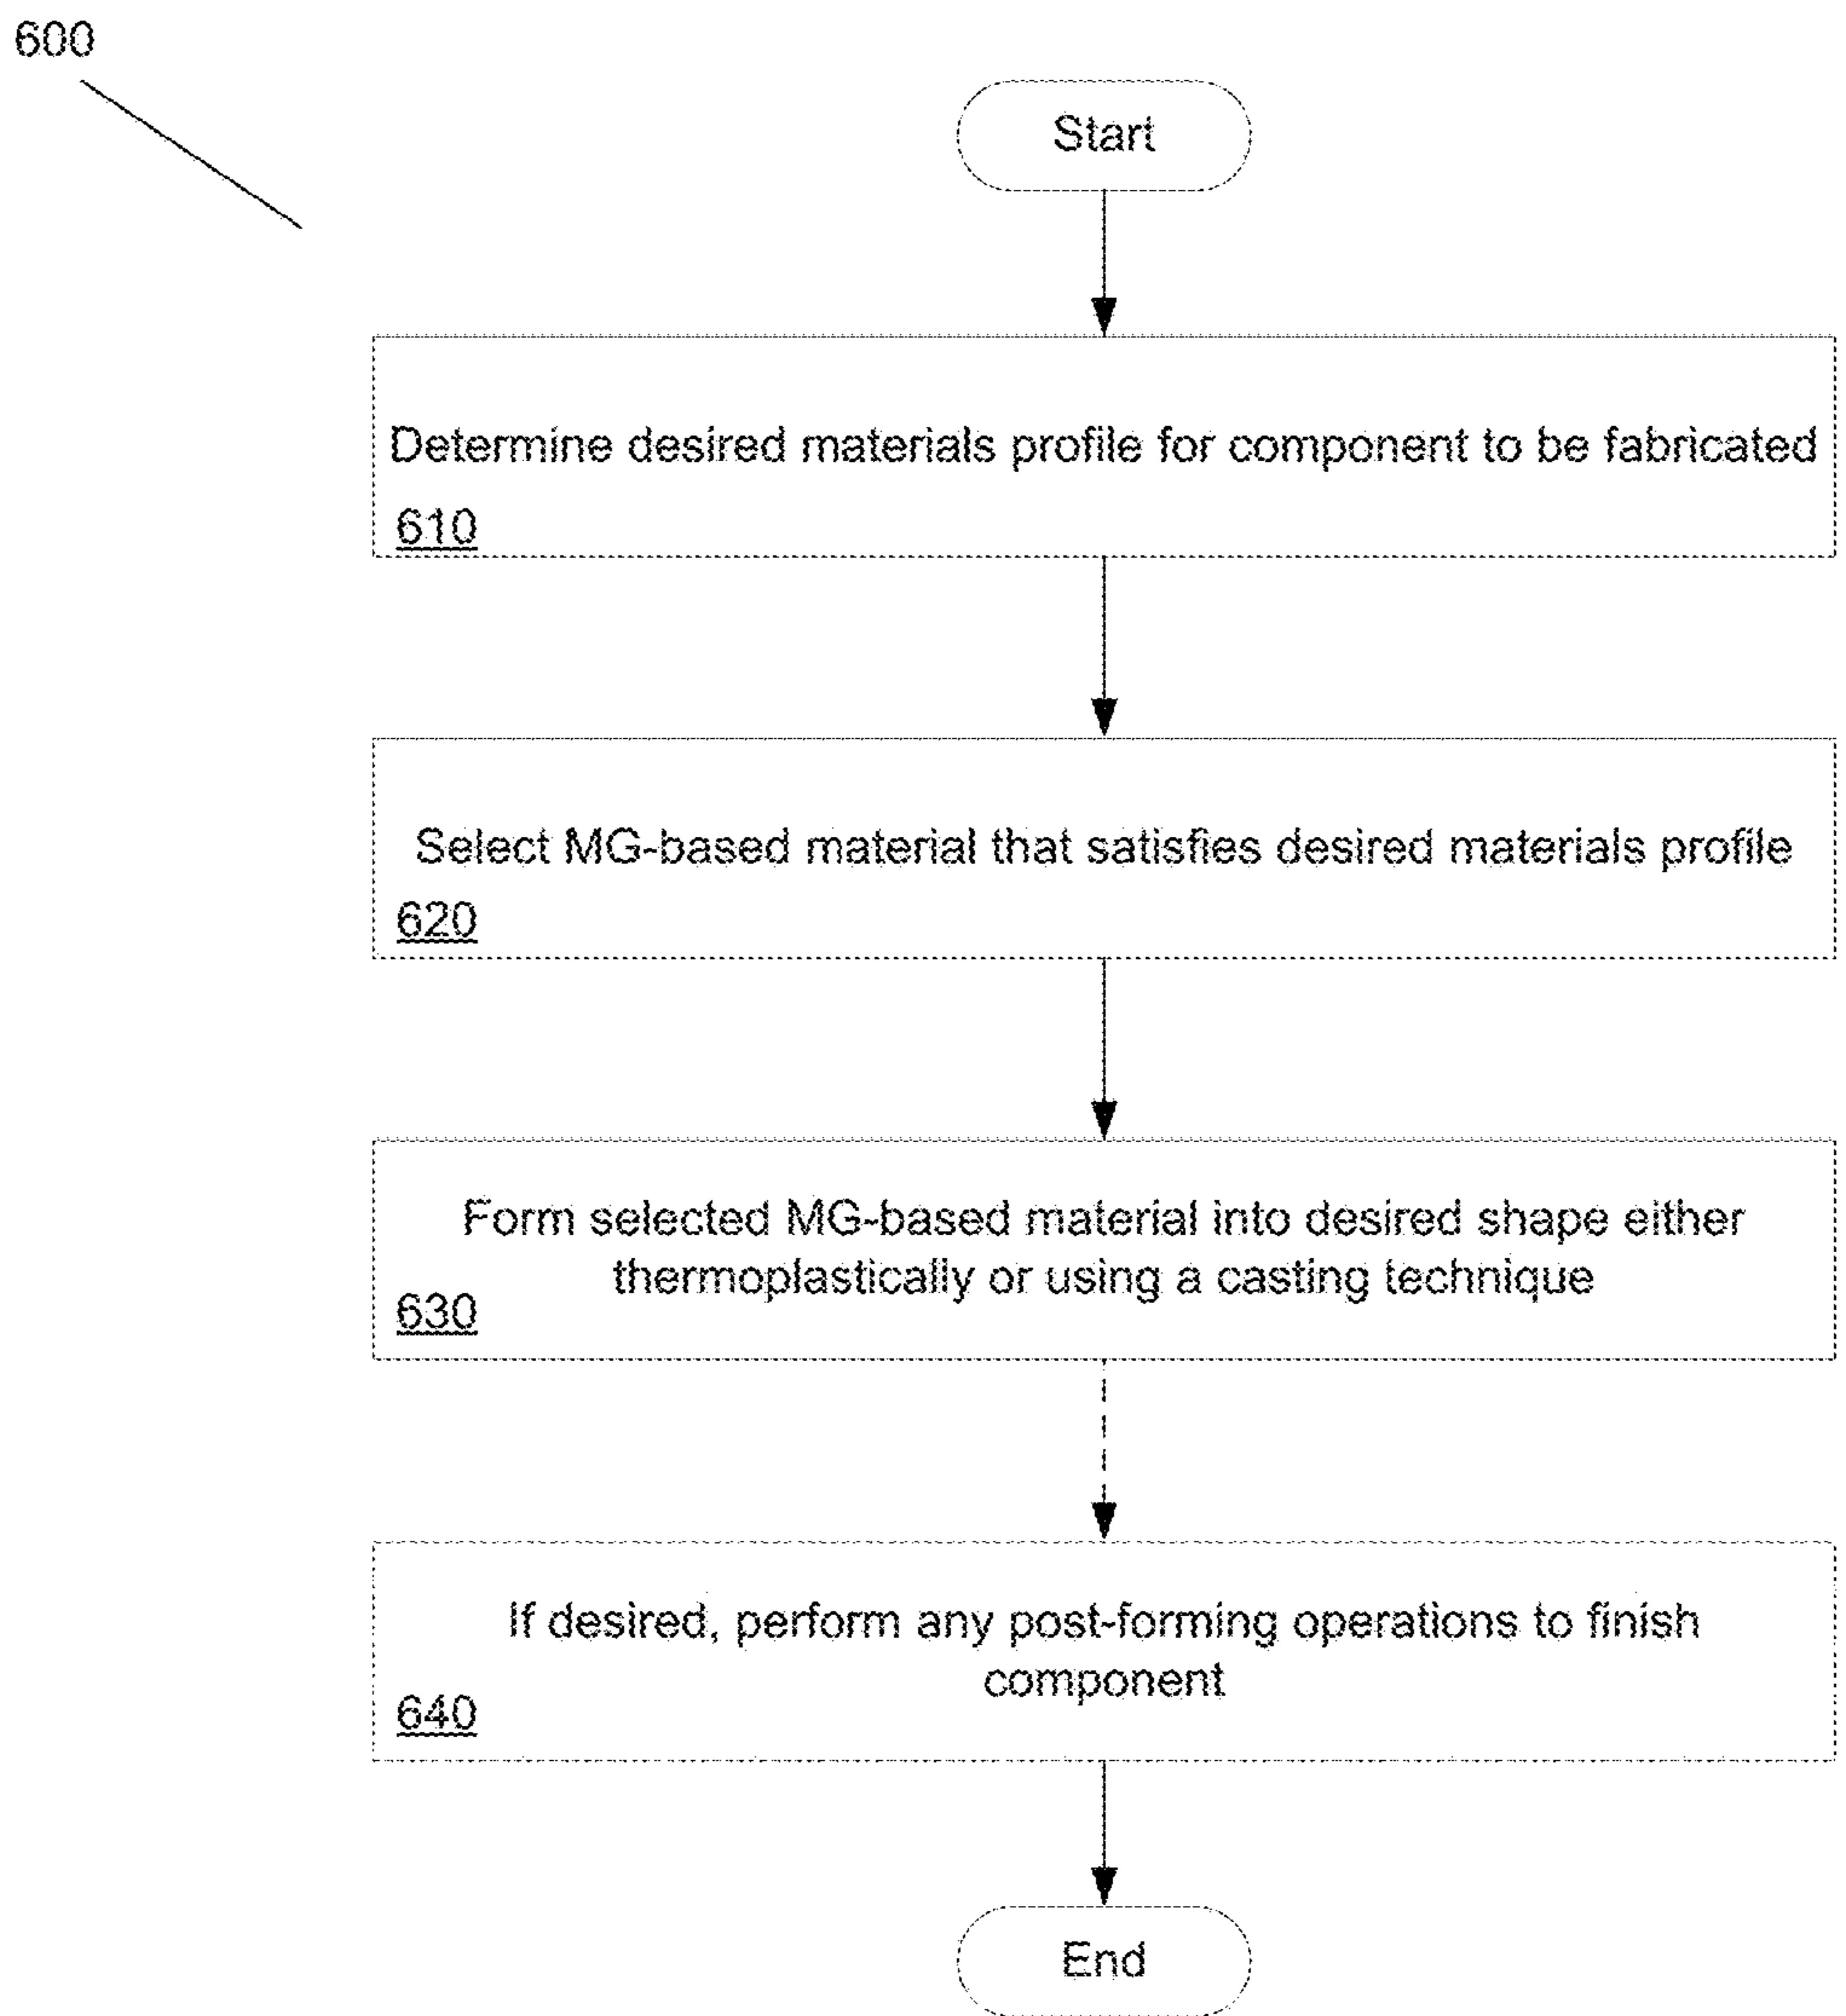 600
Start
Determine desired materials profile for component to be fabricated
610
Select MG-based material that satisfies desired materials profile
620
Form selected MG-based material into desired shape either
thermoplastically or using a casting technique
630
If desired, perform any post-forming operations to finish
component
640
End